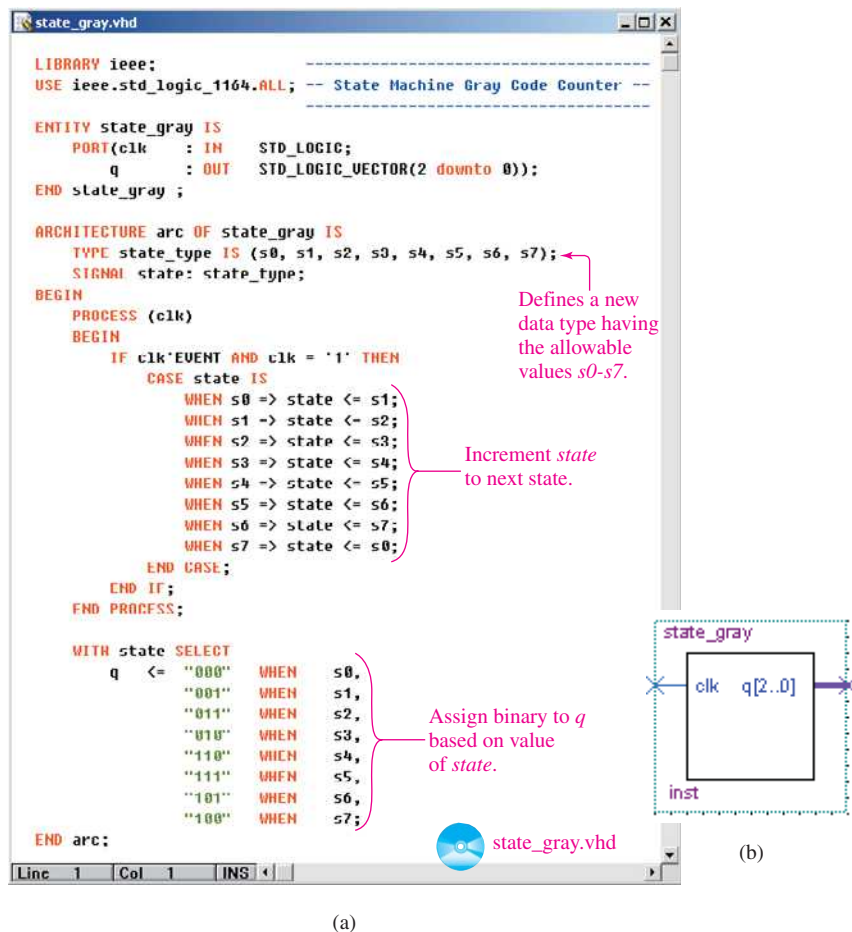 state_gray.vhd
LIBRARY ieee;
---------------------------------------
USE ieee.std_logic_1164.ALL; -- State Machine Gray Code Counter --
---------------------------------------
ENTITY state_gray IS
PORT(clk : IN STD_LOGIC;
q : OUT STD_LOGIC_VECTOR(2 downto 0));
END state_gray ;
ARCHITECTURE arc OF state_gray IS
TYPE state_type IS (s0, s1, s2, s3, s4, s5, s6, s7);
SIGNAL state: state_type;
BEGIN
PROCESS (clk)
BEGIN
IF clk'EVENT AND clk = '1' THEN
CASE state IS
WHEN s0 => state <= s1;
WHEN s1 => state <= s2;
WHEN s2 => state <= s3;
WHEN s3 => state <= s4;
WHEN s4 => state <= s5;
WHEN s5 => state <= s6;
WHEN s6 => state <= s7;
WHEN s7 => state <= s0;
END CASE;
END IF;
END PROCESS;
WITH state SELECT
q <= "000" WHEN s0,
"001" WHEN s1,
"011" WHEN s2,
"010" WHEN s3,
"110" WHEN s4,
"111" WHEN s5,
"101" WHEN s6,
"100" WHEN s7;
END arc;
Line 1 Col 1 INS
Defines a new
data type having
the allowable
values s0-s7.
Increment state
to next state.
Assign binary to q
based on value
of state.
state_gray.vhd
(a)
state_gray
clk q[2..0]
inst
(b)